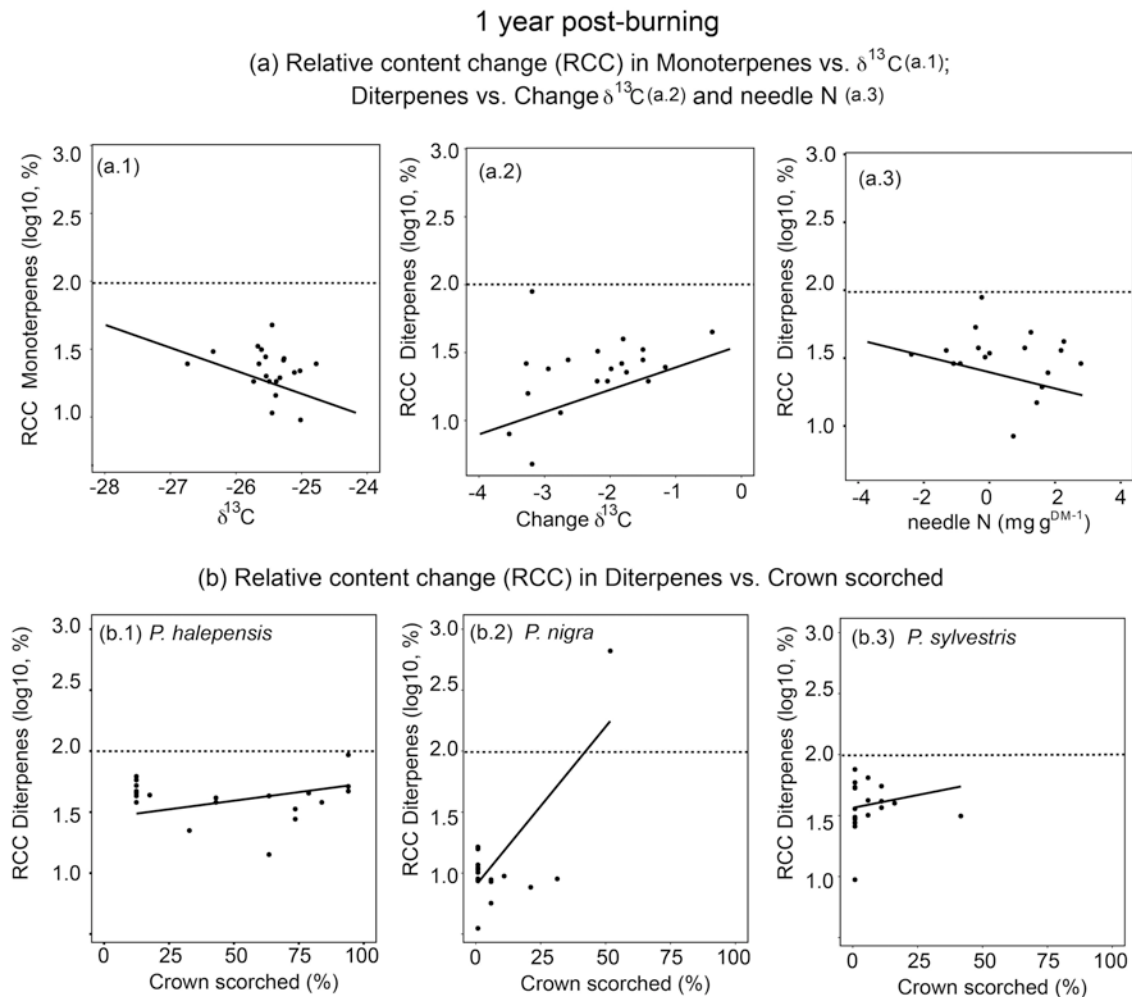 1 year post-burning
(a) Relative content change (RCC) in Monoterpenes vs. δ¹³C(a.1);
Diterpenes vs. Change δ¹³C(a.2) and needle N (a.3)
(a.1)
RCC Monoterpenes (log10, %)
3.0
2.5
2.0
1.5
1.0
-28 -27 -26 -25 -24
δ¹³C
(a.2)
RCC Diterpenes (log10, %)
3.0
2.5
2.0
1.5
1.0
-4 -3 -2 -1 0
Change δ¹³C
(a.3)
RCC Diterpenes (log10, %)
3.0
2.5
2.0
1.5
1.0
-4 -2 0 2 4
needle N (mg g^DM-1)
(b) Relative content change (RCC) in Diterpenes vs. Crown scorched
(b.1) P. halepensis
RCC Diterpenes (log10, %)
3.0
2.5
2.0
1.5
1.0
0 25 50 75 100
Crown scorched (%)
(b.2) P. nigra
RCC Diterpenes (log10, %)
3.0
2.5
2.0
1.5
1.0
0 25 50 75 100
Crown scorched (%)
(b.3) P. sylvestris
RCC Diterpenes (log10, %)
3.0
2.5
2.0
1.5
1.0
0 25 50 75 100
Crown scorched (%)